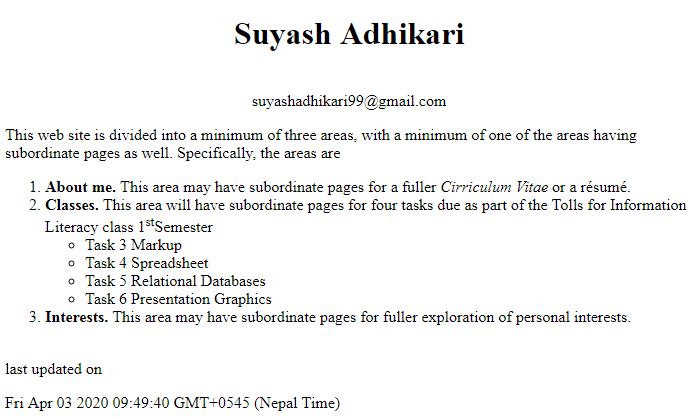 Suyash Adhikari
suyashadhikari99@gmail.com
This web site is divided into a minimum of three areas, with a minimum of one of the areas having
subordinate pages as well. Specifically, the areas are
1. About me. This area may have subordinate pages for a fuller Cirriculum Vitae or a résumé.
2. Classes. This area will have subordinate pages for four tasks due as part of the Tolls for Information
Literacy class 1stSemester
○ Task 3 Markup
○ Task 4 Spreadsheet
○ Task 5 Relational Databases
○ Task 6 Presentation Graphics
3. Interests. This area may have subordinate pages for fuller exploration of personal interests.
last updated on
Fri Apr 03 2020 09:49:40 GMT+0545 (Nepal Time)